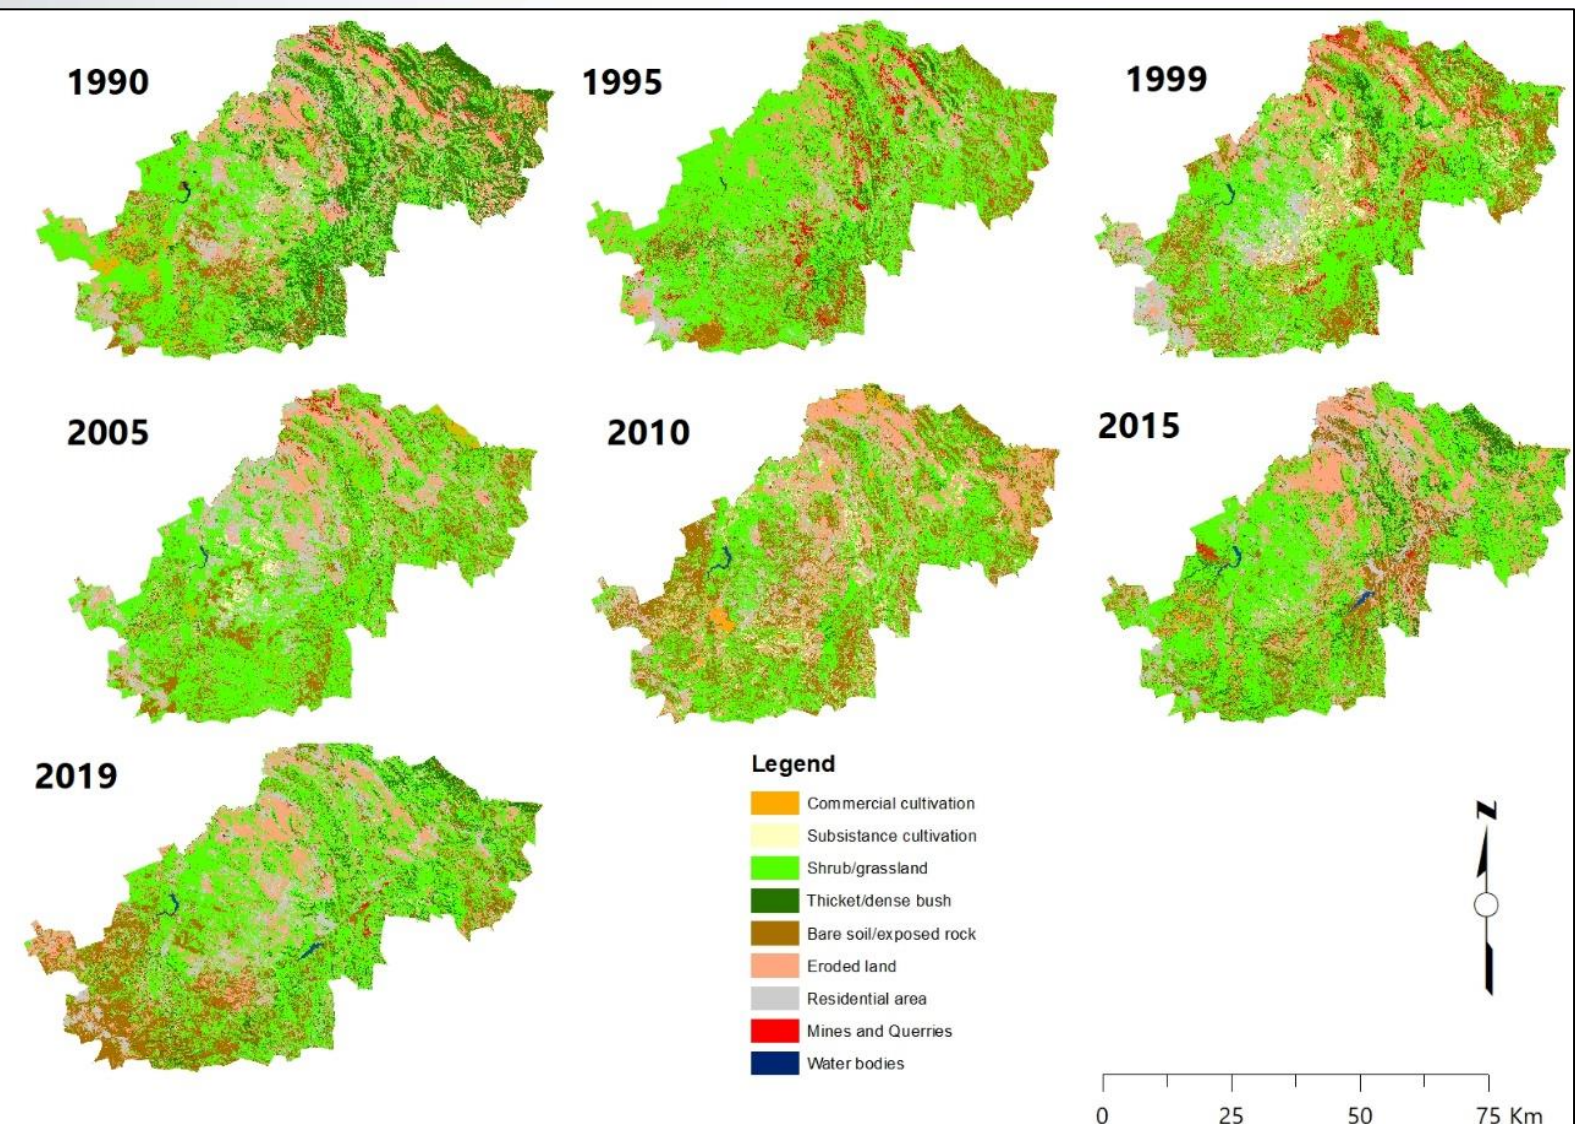 1990
1995
1999
2005
2010
2015
2019
Legend
Commercial cultivation
Subsistance cultivation
Shrub/grassland
Thicket/dense bush
Bare soil/exposed rock
Eroded land
Residential area
Mines and Querries
Water bodies
N
0 25 50 75 Km